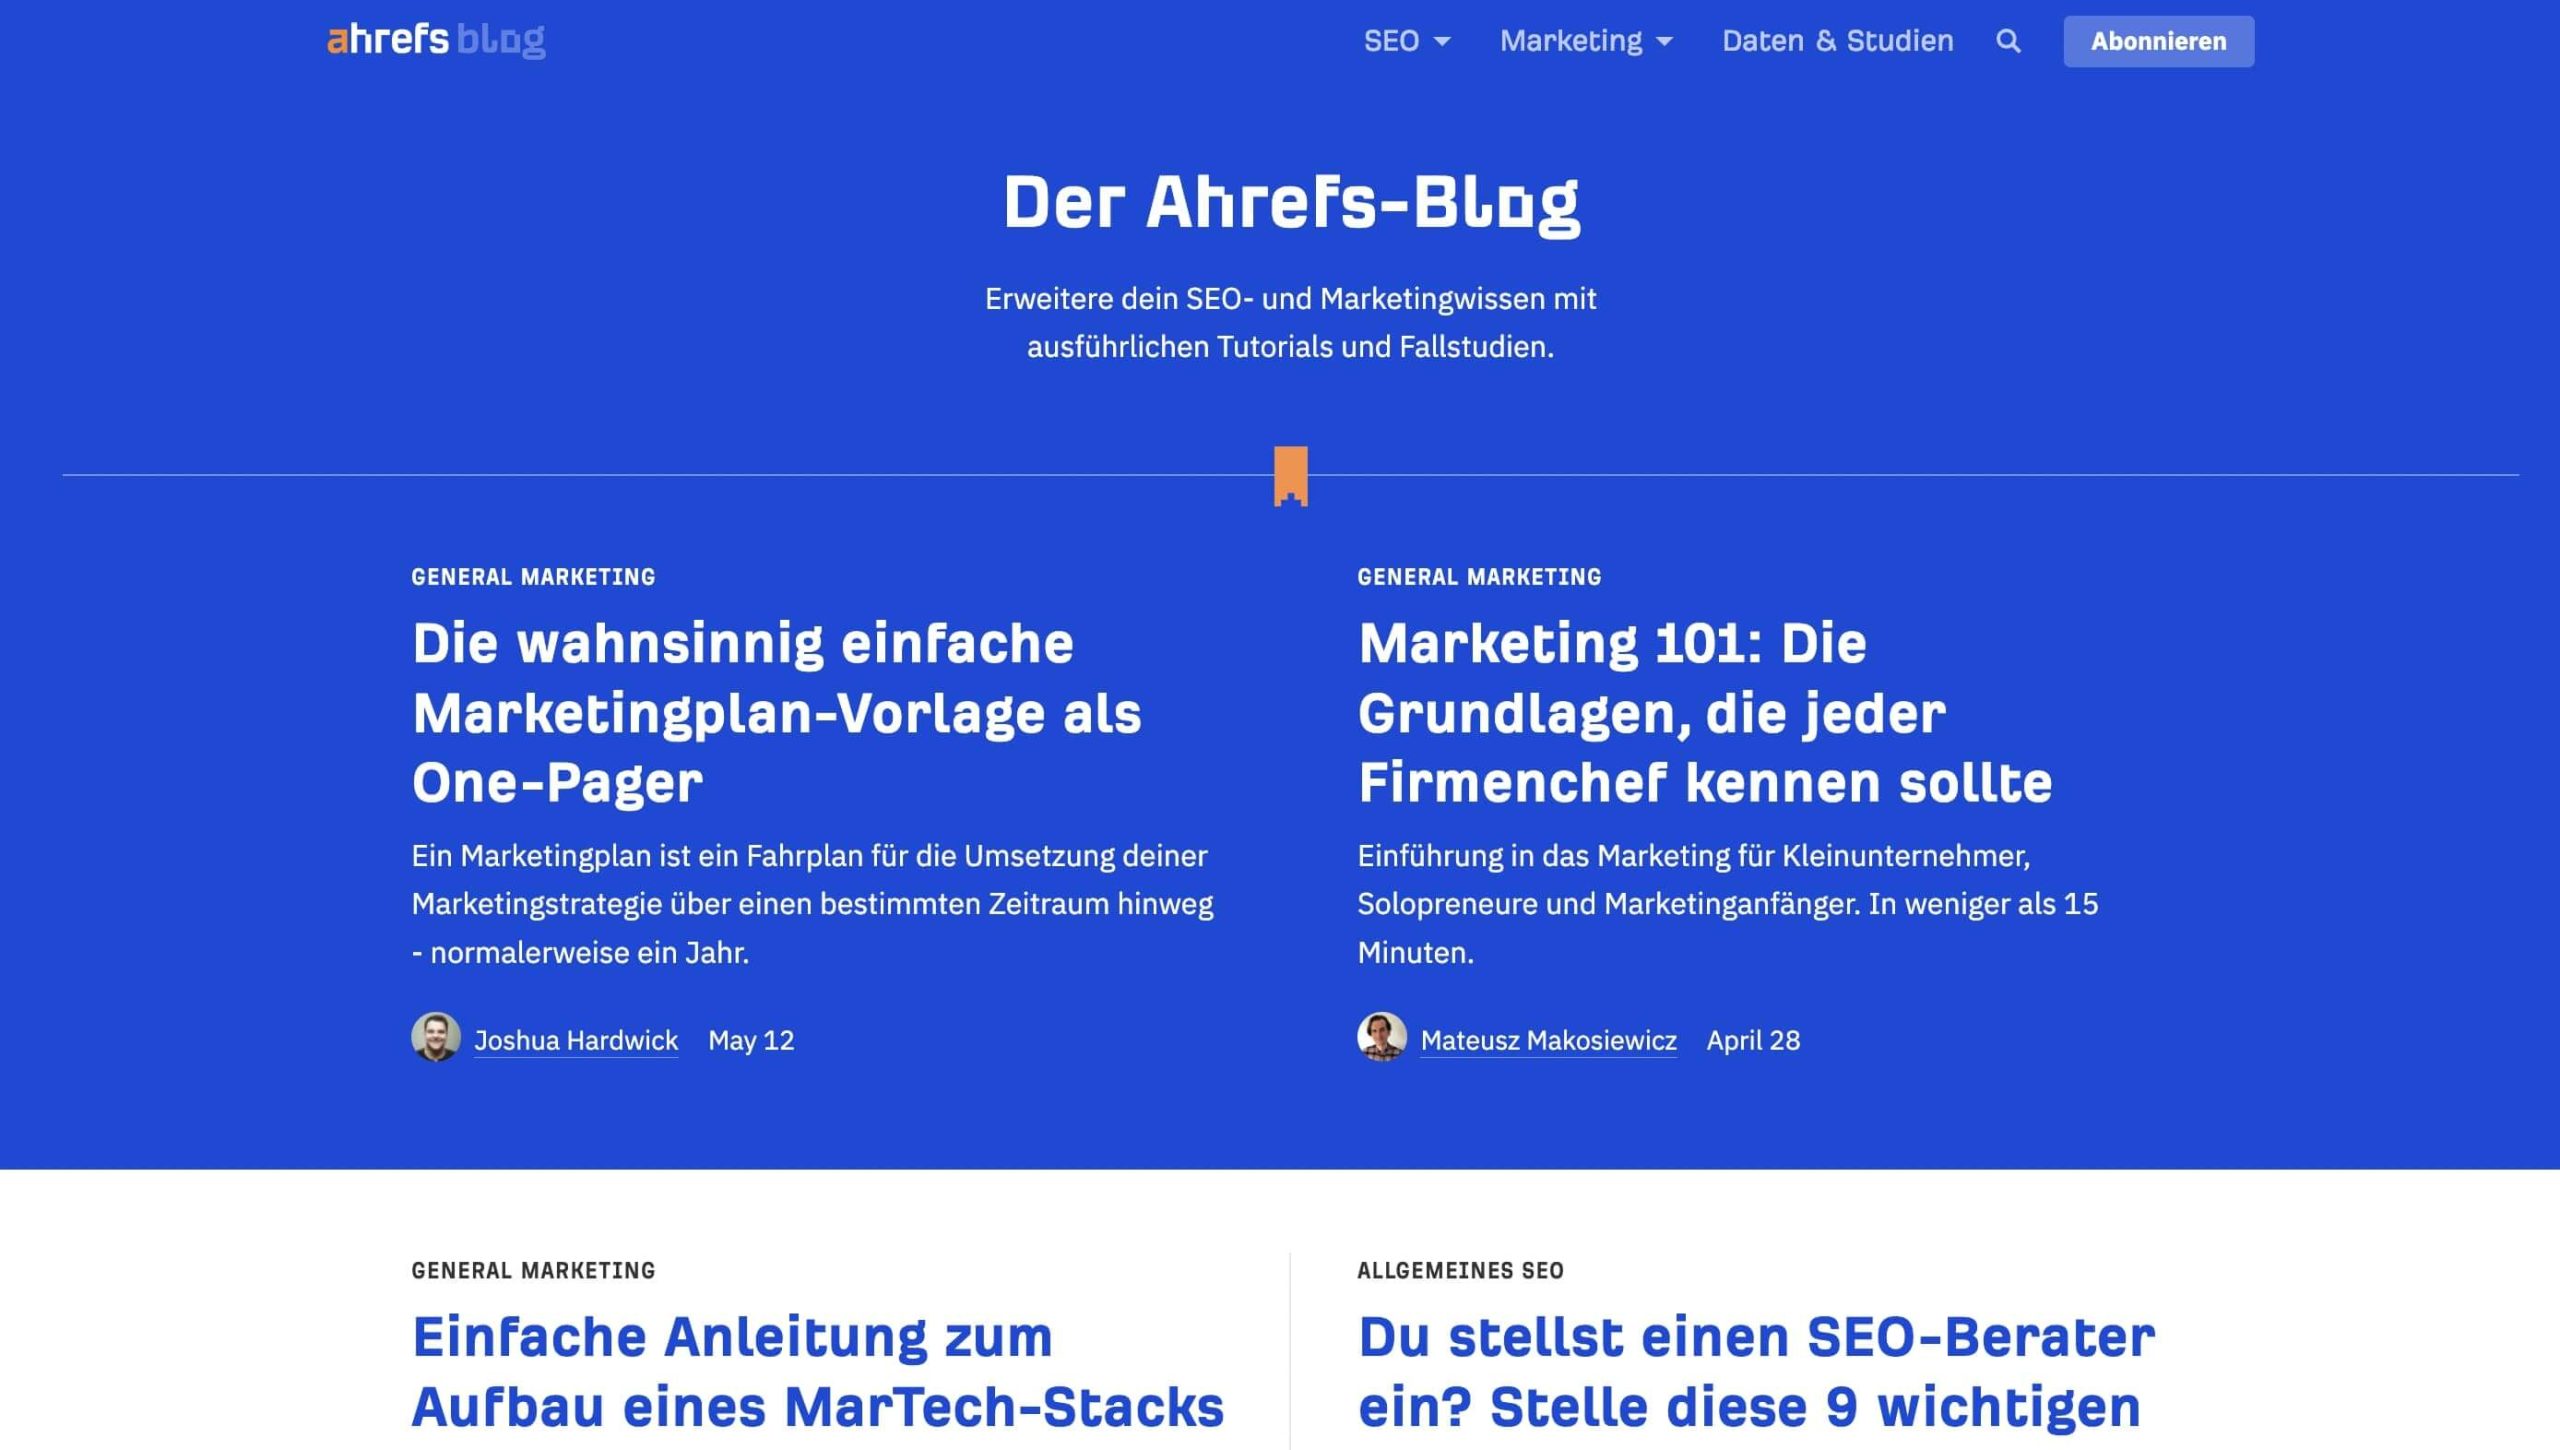 ahrefs blog
SEO Marketing Daten & Studien Abonnieren
Der Ahrefs-Blog
Erweitere dein SEO- und Marketingwissen mit
ausführlichen Tutorials und Fallstudien.
GENERAL MARKETING
Die wahnsinnig einfache
Marketingplan-Vorlage als
One-Pager
Ein Marketingplan ist ein Fahrplan für die Umsetzung deiner
Marketingstrategie über einen bestimmten Zeitraum hinweg
- normalerweise ein Jahr.
Joshua Hardwick May 12
GENERAL MARKETING
Marketing 101: Die
Grundlagen, die jeder
Firmenchef kennen sollte
Einführung in das Marketing für Kleinunternehmer,
Solopreneure und Marketinganfänger. In weniger als 15
Minuten.
Mateusz Makosiewicz April 28
GENERAL MARKETING
Einfache Anleitung zum
Aufbau eines MarTech-Stacks
ALLGEMEINES SEO
Du stellst einen SEO-Berater
ein? Stelle diese 9 wichtigen